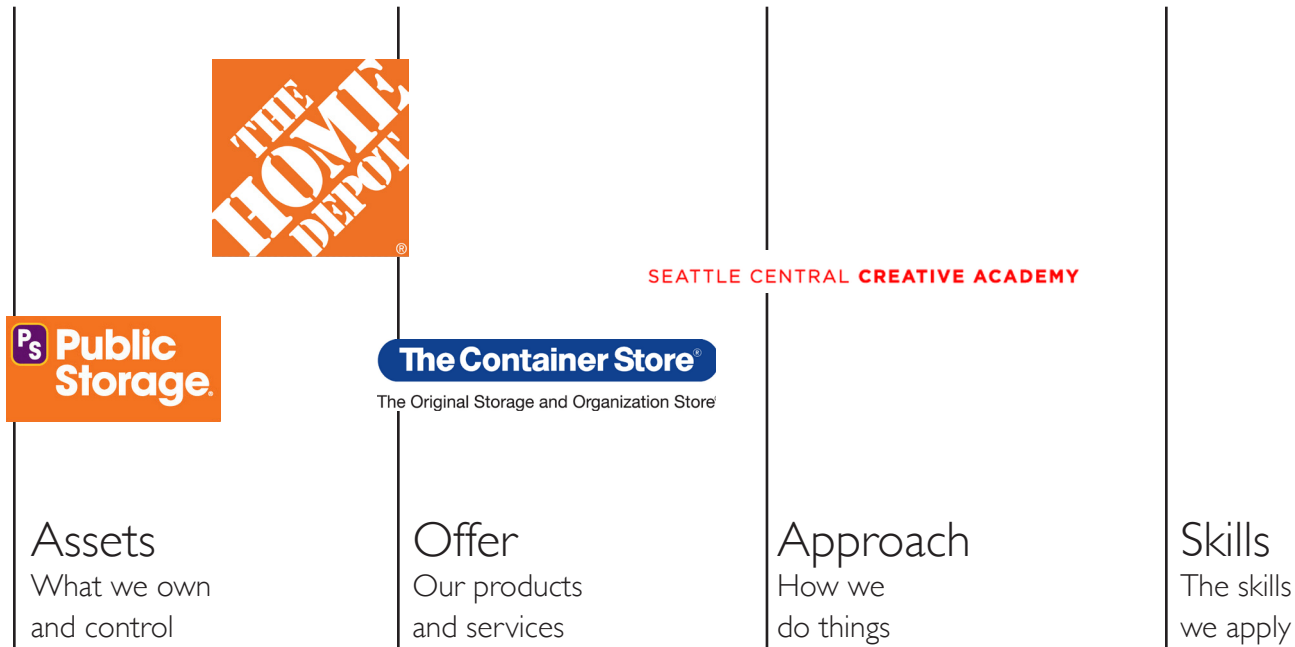 THE
HOME
DEPOT
®
SEATTLE CENTRAL CREATIVE ACADEMY
PS Public
Storage.
The Container Store®
The Original Storage and Organization Store
Assets
What we own
and control
Offer
Our products
and services
Approach
How we
do things
Skills
The skills
we apply